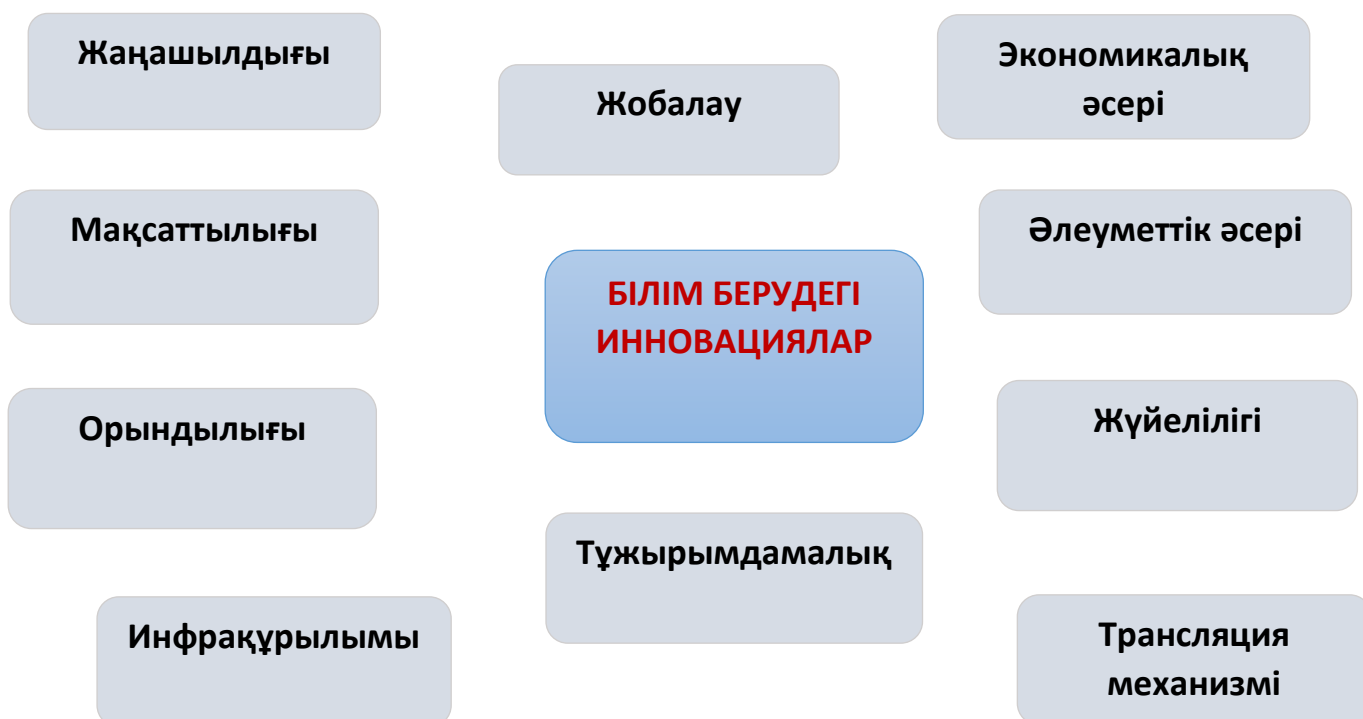 Жаңашылдығы
Жобалау
Экономикалық
әсері
Мақсаттылығы
Әлеуметтік әсері
БІЛІМ БЕРУДЕГІ
ИННОВАЦИЯЛАР
Орындылығы
Жүйелілігі
Тұжырымдамалық
Инфрақұрылымы
Трансляция
механизмі